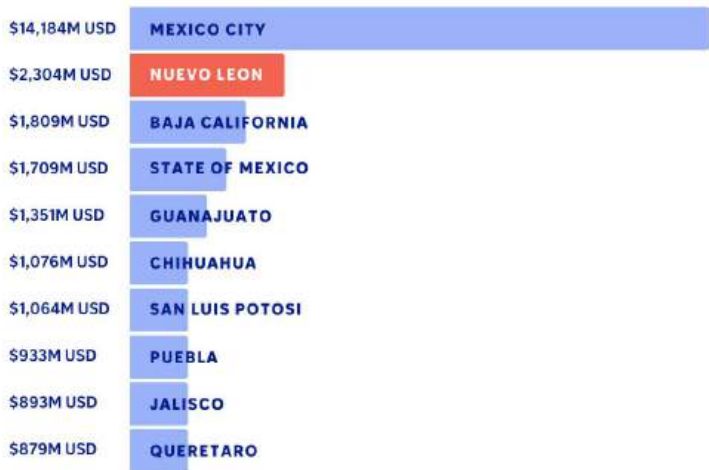 $14,184M USD MEXICO CITY
$2,304M USD NUEVO LEON
$1,809M USD BAJA CALIFORNIA
$1,709M USD STATE OF MEXICO
$1,351M USD GUANAJUATO
$1,076M USD CHIHUAHUA
$1,064M USD SAN LUIS POTOSI
$933M USD PUEBLA
$893M USD JALISCO
$879M USD QUERETARO